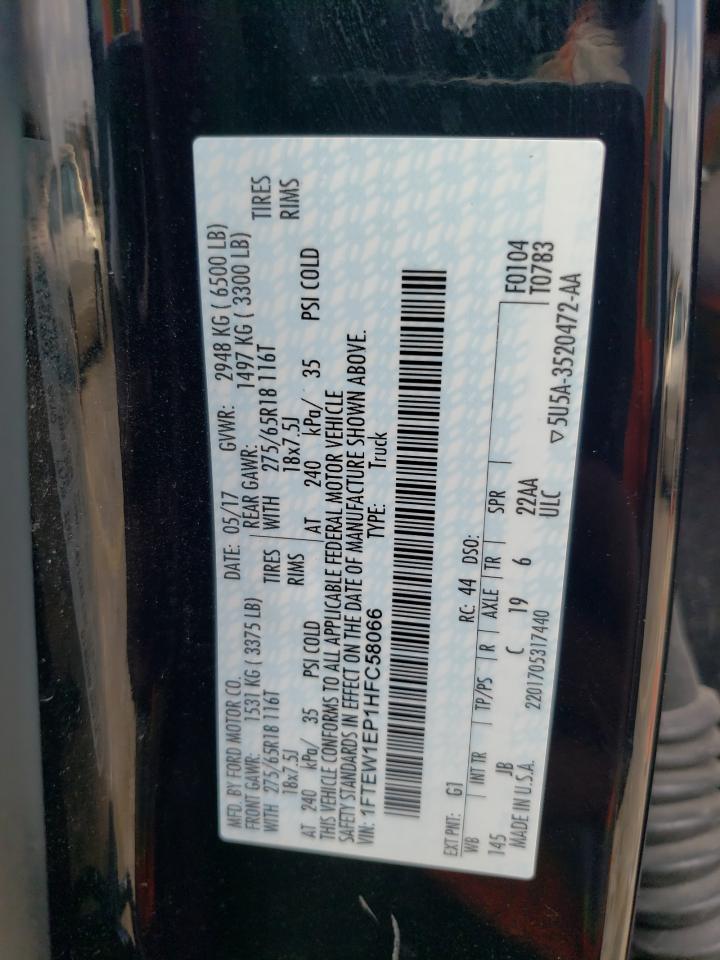 MFD. BY FORD MOTOR CO. DATE: 05/17 GVWR: 2948 KG ( 6500 LB)
FRONT GAWR: 1531 KG ( 3375 LB) REAR GAWR: 1497 KG ( 3300 LB)
WITH 275/65R18 116T TIRES WITH 275/65R18 116T TIRES
18x7.5J RIMS 18x7.5J RIMS
AT 240 kPa/ 35 PSI COLD AT 240 kPa/ 35 PSI COLD
THIS VEHICLE CONFORMS TO ALL APPLICABLE FEDERAL MOTOR VEHICLE
SAFETY STANDARDS IN EFFECT ON THE DATE OF MANUFACTURE SHOWN ABOVE.
VIN: 1FTEW1EP1HFC58066 TYPE: Truck
EXT PNT: G1 RC: 44 DSO: F0104
WB INT TR TP/PS R AXLE TR SPR T0783
145 JB C 19 6 22AA
MADE IN U.S.A. 2201705317440 ULC ▽5U5A-3520472-AA